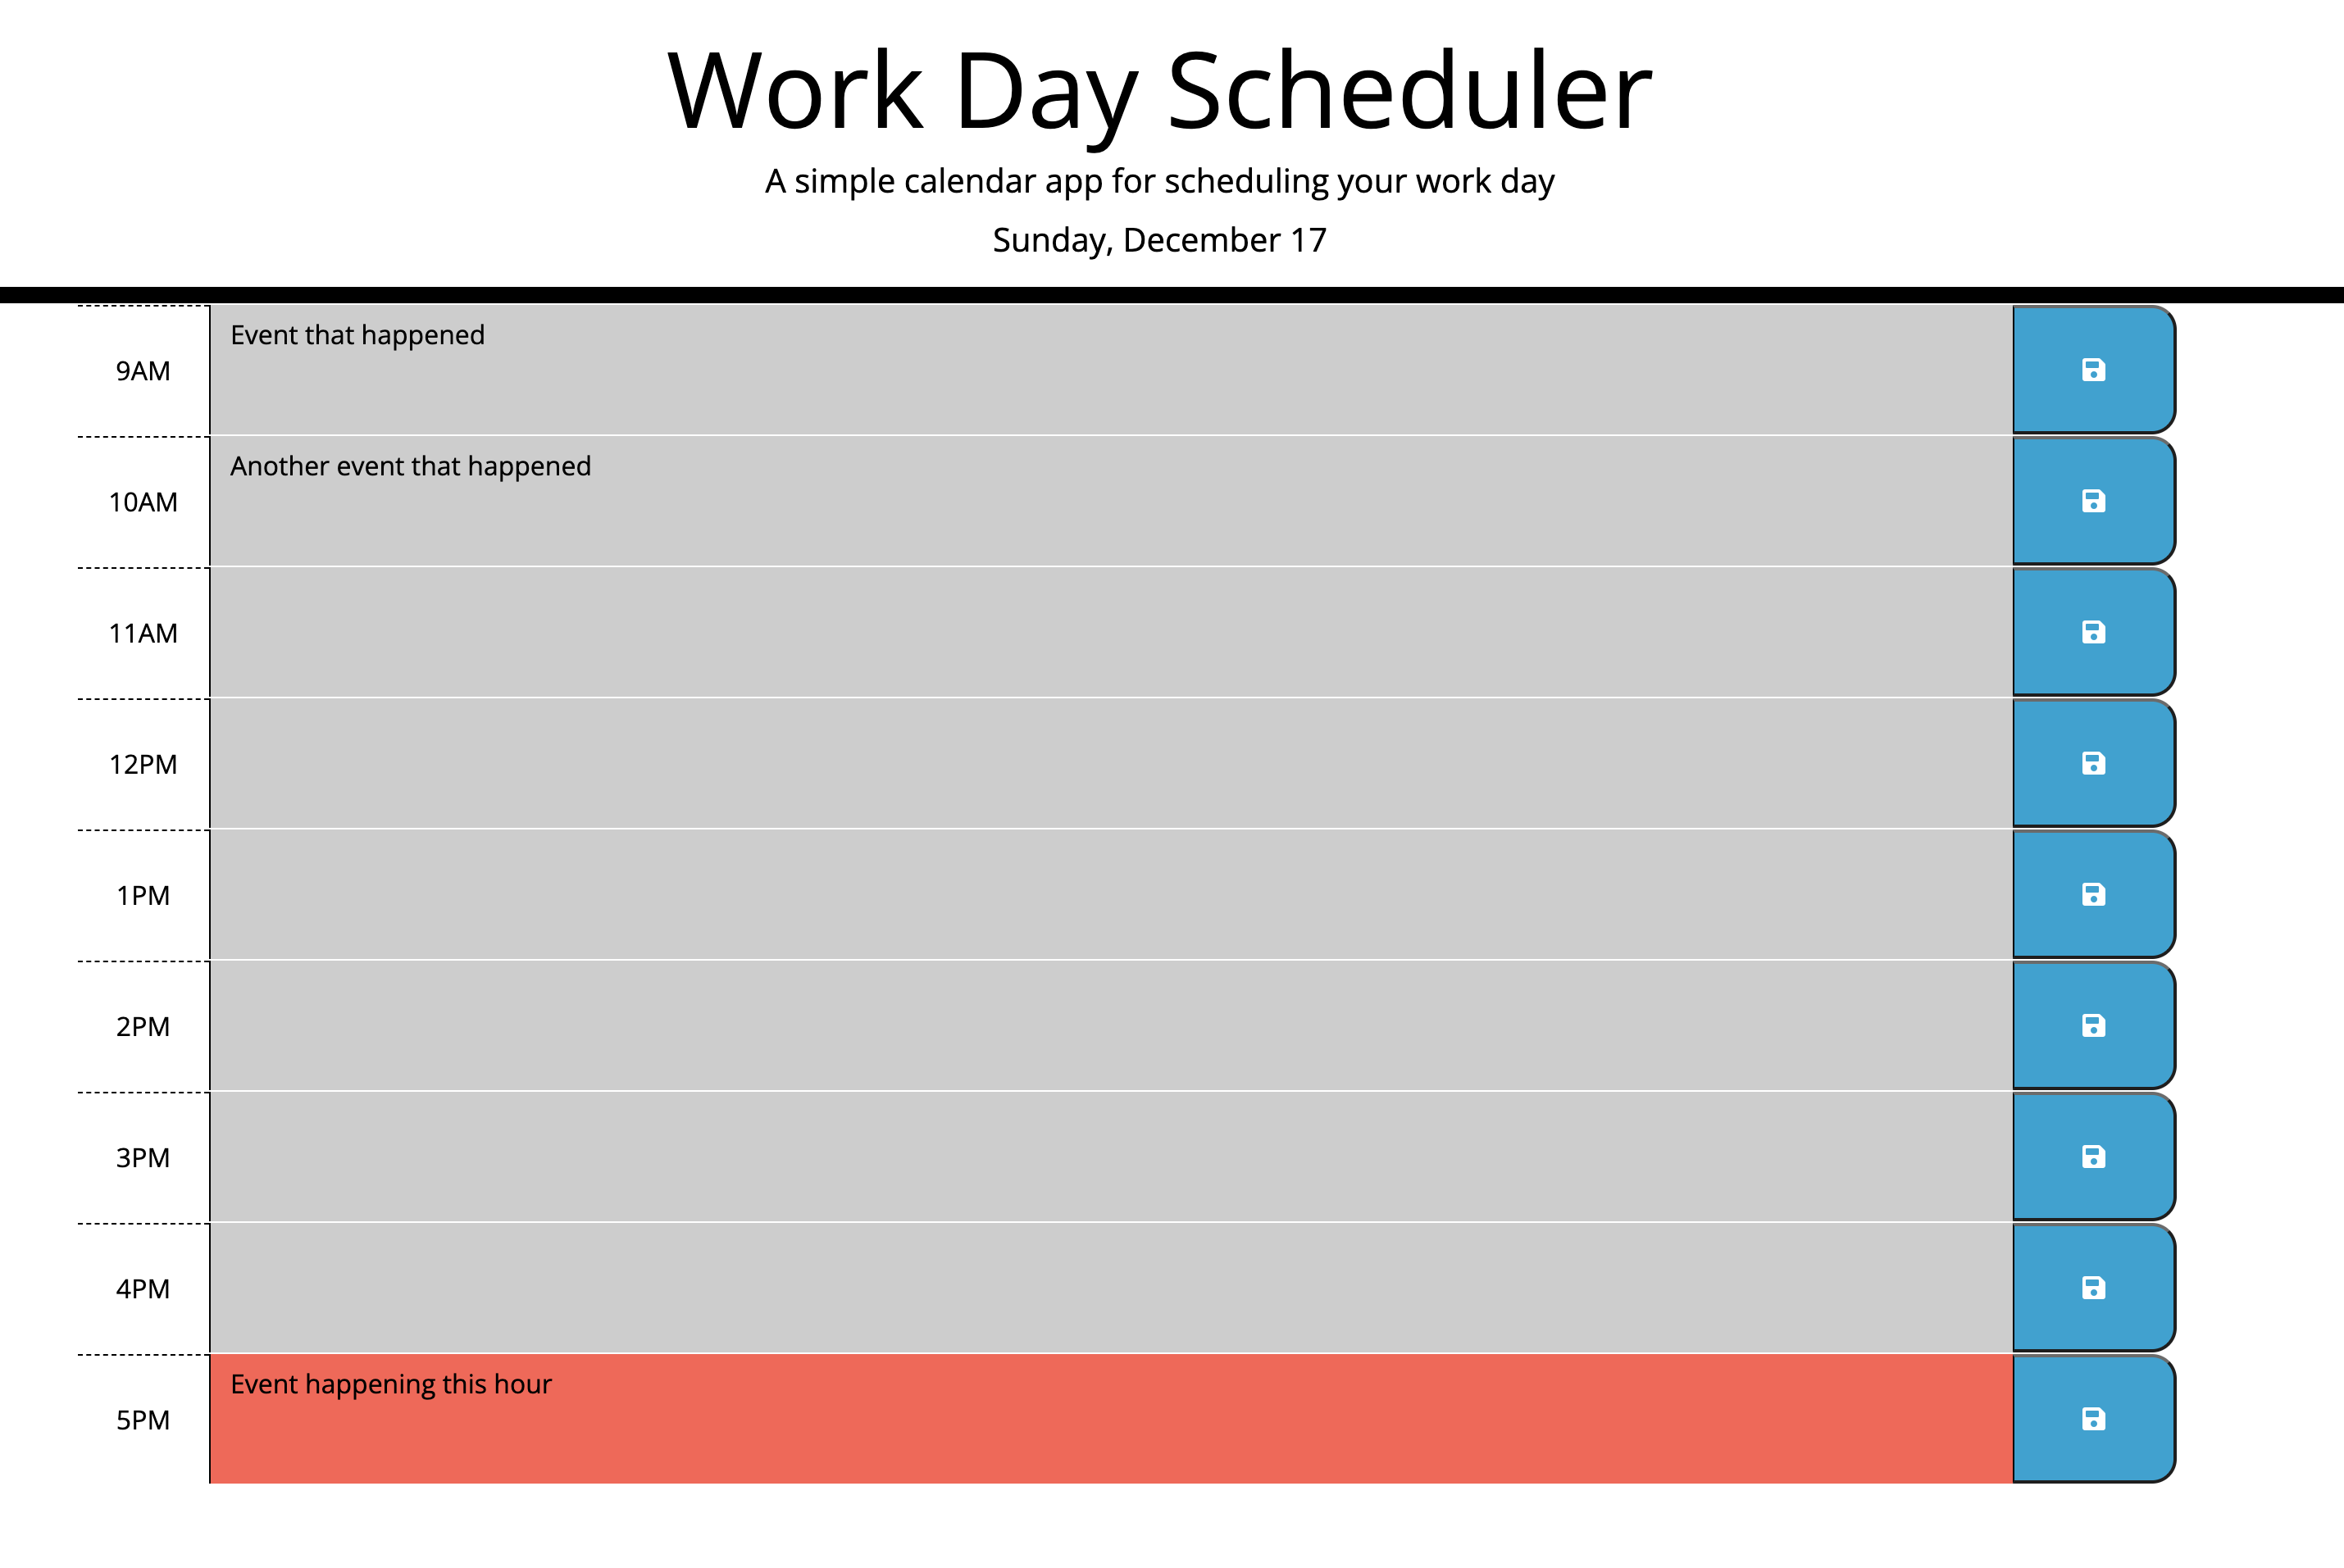 Work Day Scheduler
A simple calendar app for scheduling your work day
Sunday, December 17
9AM
Event that happened
10AM
Another event that happened
11AM
12PM
1PM
2PM
3PM
4PM
5PM
Event happening this hour